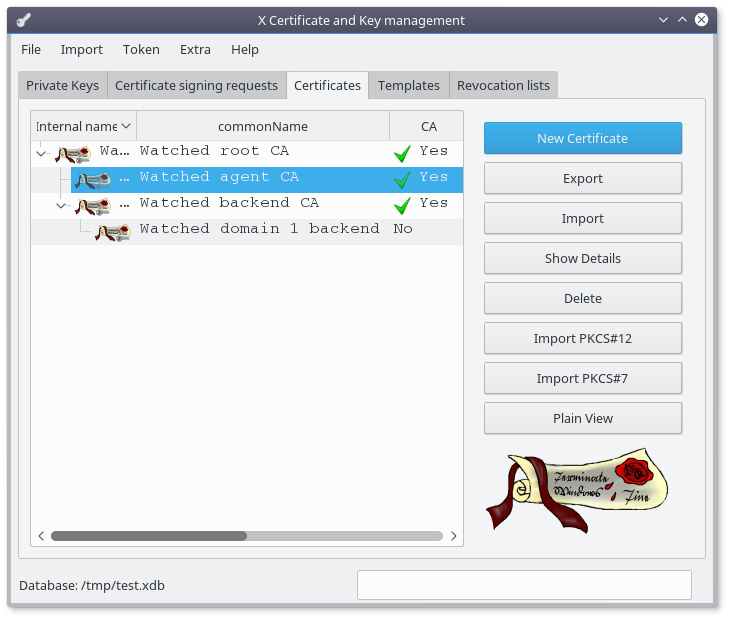 X Certificate and Key management
File Import Token Extra Help
Private Keys Certificate signing requests Certificates Templates Revocation lists
Internal name commonName CA
Wa... Watched root CA Yes
... Watched agent CA Yes
... Watched backend CA Yes
Watched domain 1 backend No
New Certificate
Export
Import
Show Details
Delete
Import PKCS#12
Import PKCS#7
Plain View
Terminate
Windows Fine
Database: /tmp/test.xdb